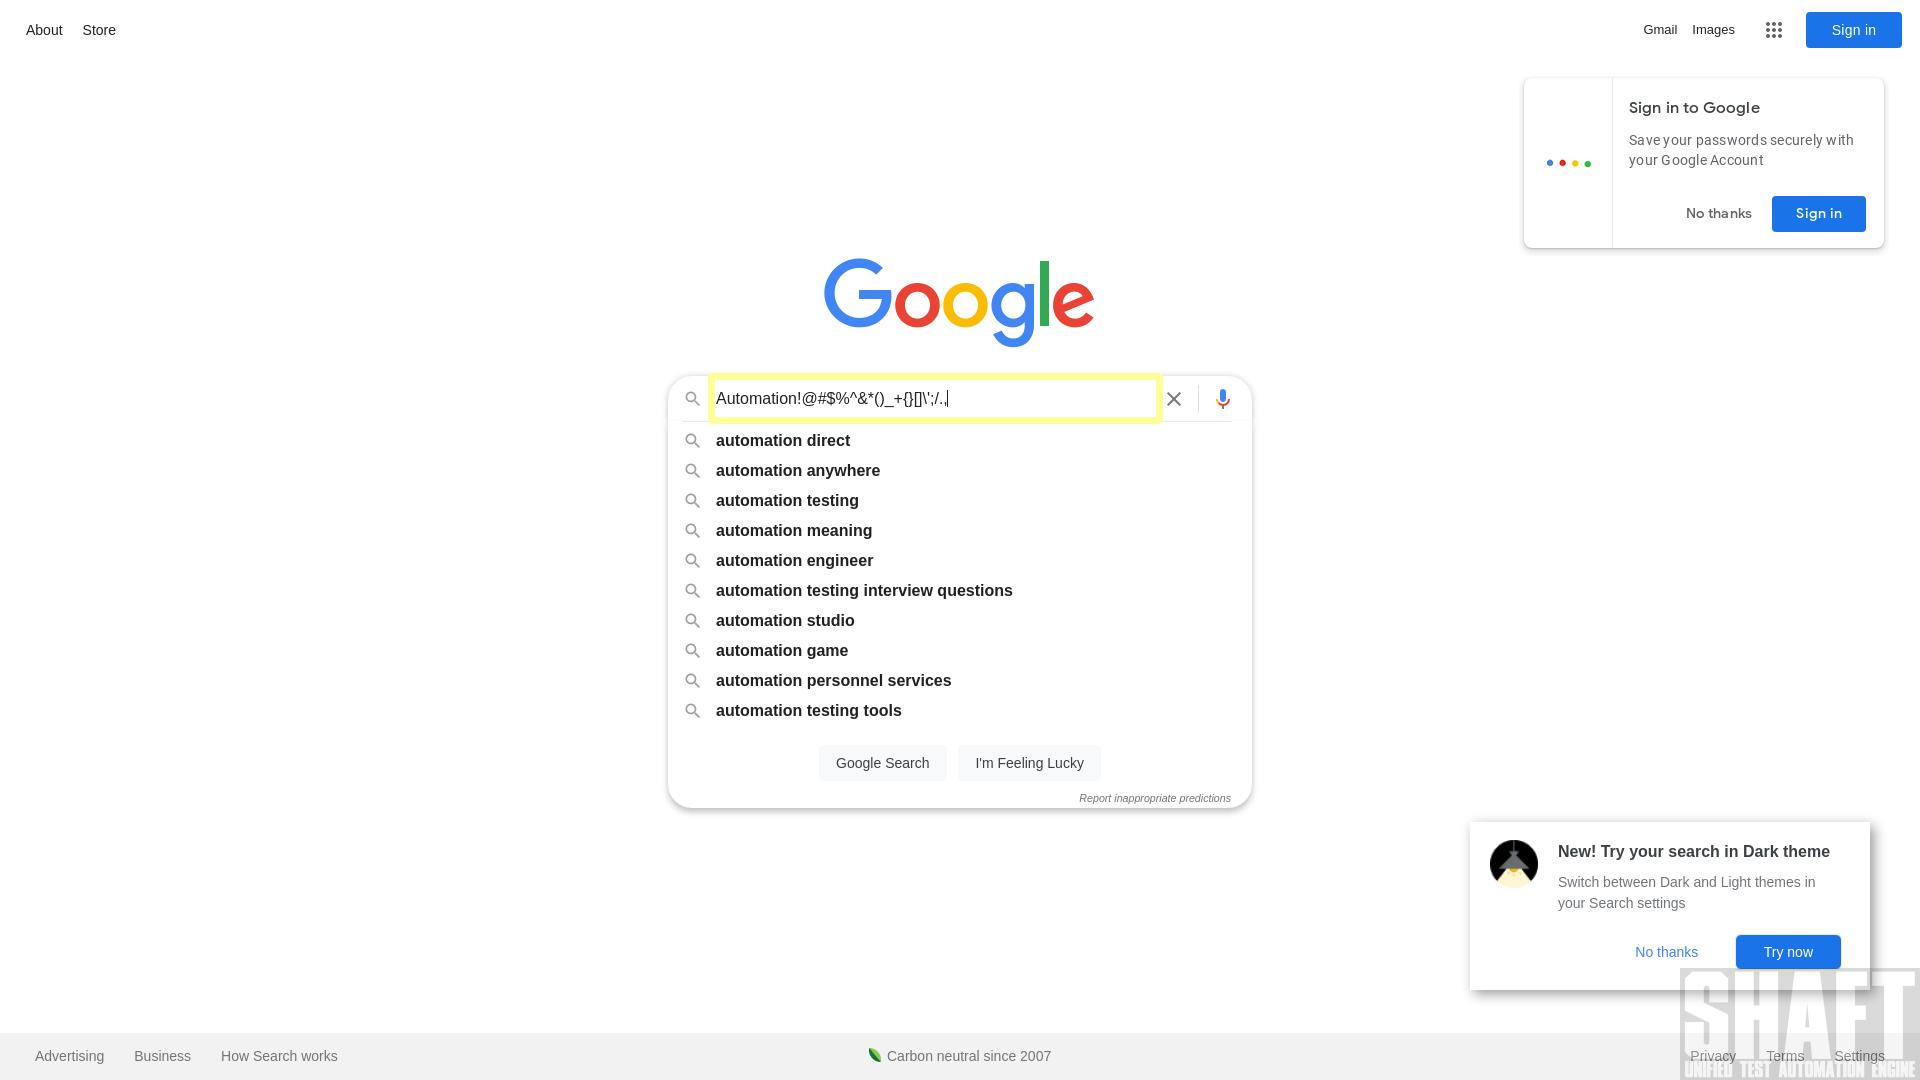 About
Store
Gmail
Images
Sign in
Sign in to Google
Save your passwords securely with
your Google Account
No thanks
Sign in
Google
Automation!@#$%^&*()_+{}[]\';/.,
automation direct
automation anywhere
automation testing
automation meaning
automation engineer
automation testing interview questions
automation studio
automation game
automation personnel services
automation testing tools
Google Search
I'm Feeling Lucky
Report inappropriate predictions
New! Try your search in Dark theme
Switch between Dark and Light themes in
your Search settings
No thanks
Try now
SHAFT
UNIFIED TEST AUTOMATION ENGINE
Advertising
Business
How Search works
Carbon neutral since 2007
Privacy
Terms
Settings